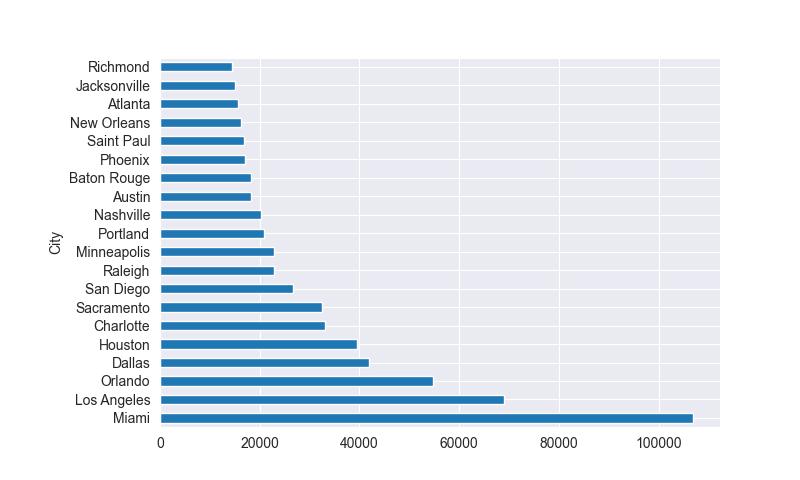 Richmond
Jacksonville
Atlanta
New Orleans
Saint Paul
Phoenix
Baton Rouge
Austin
Nashville
Portland
City
Minneapolis
Raleigh
San Diego
Sacramento
Charlotte
Houston
Dallas
Orlando
Los Angeles
Miami
0 20000 40000 60000 80000 100000